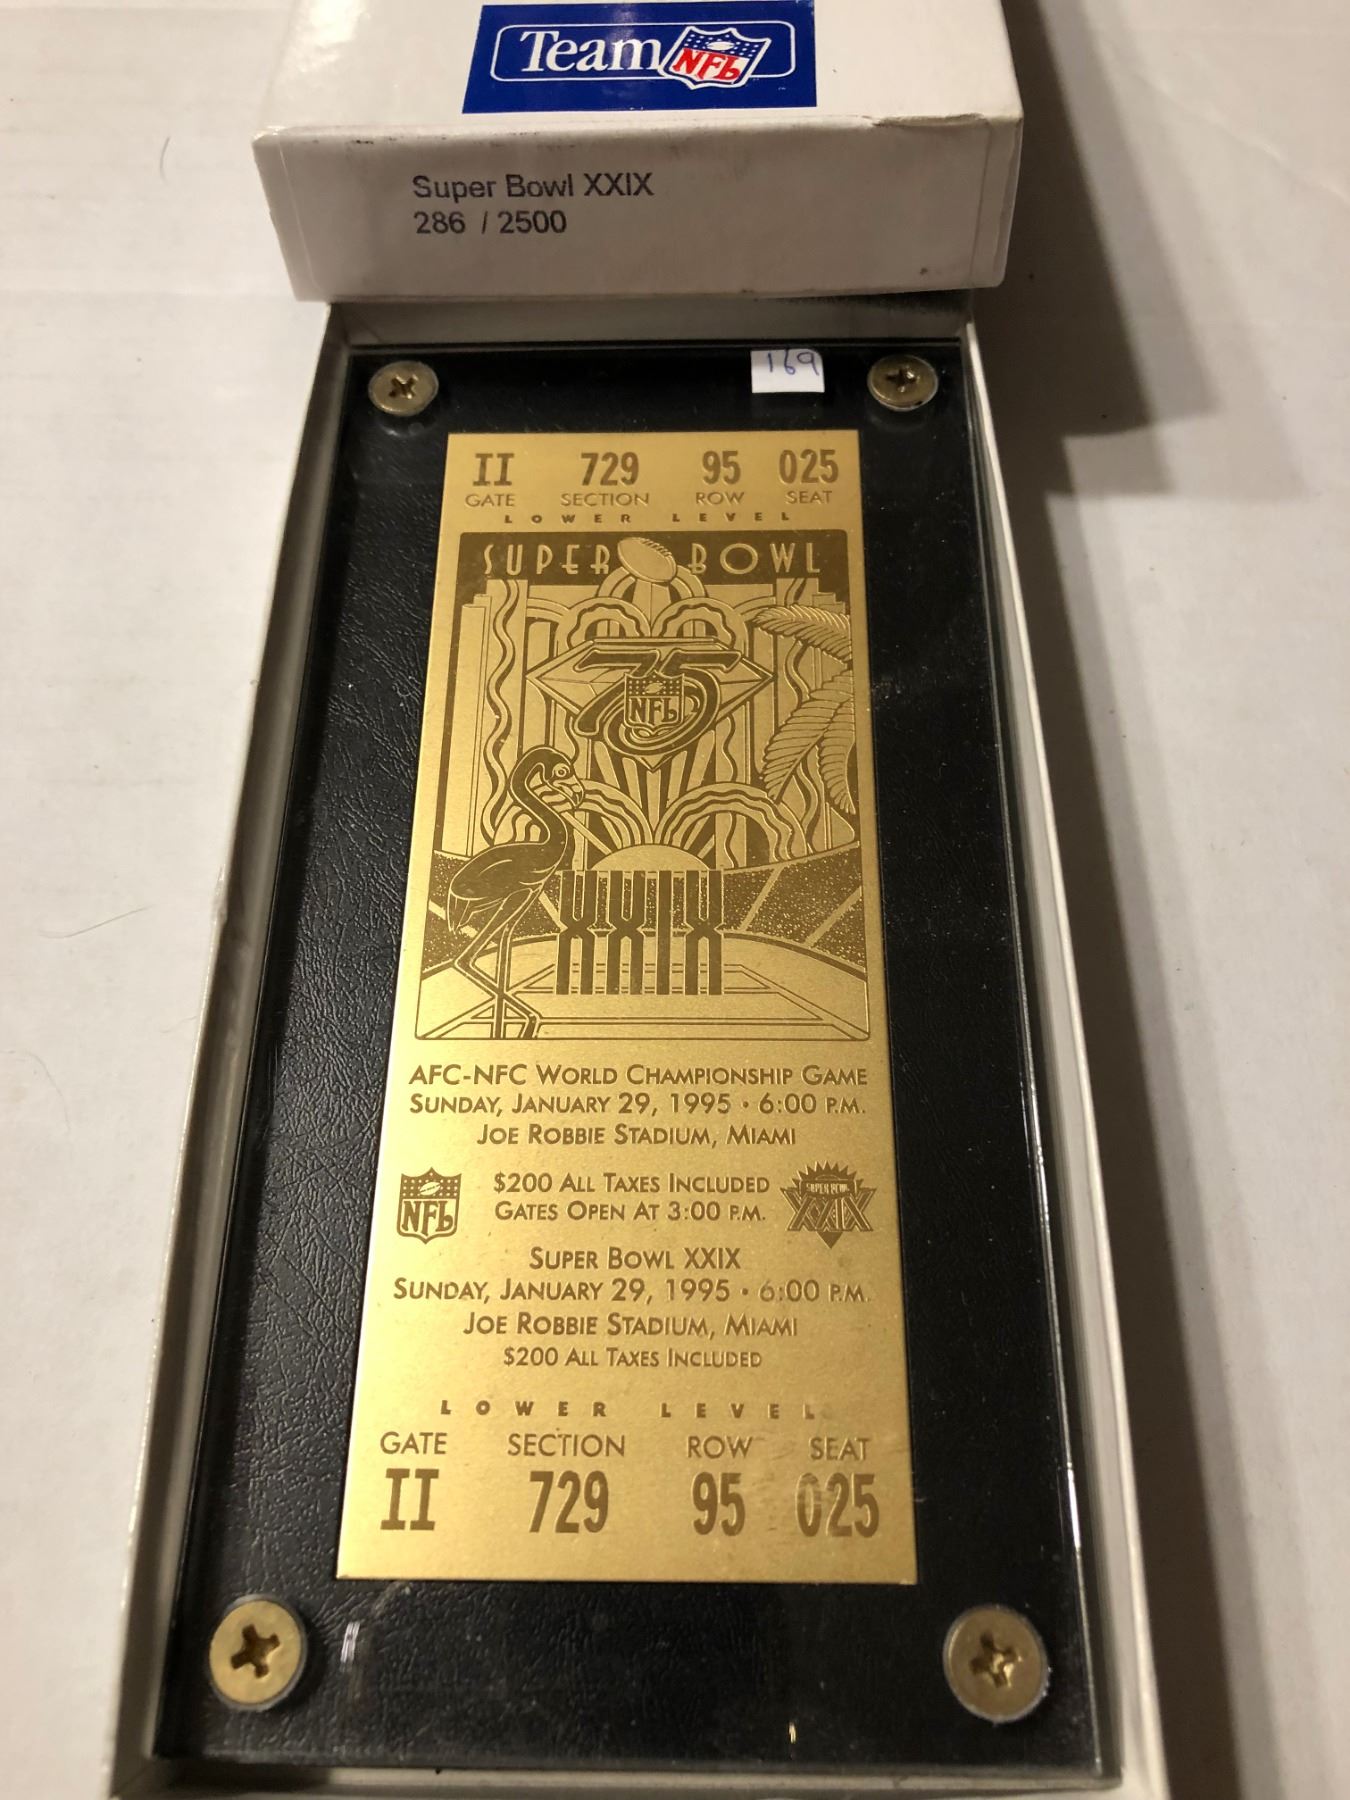 Team NFL
Super Bowl XXIX
286 / 2500
169
II 729 95 025
GATE SECTION ROW SEAT
LOWER LEVEL
SUPER BOWL
75
NFL
XXIX
AFC-NFC WORLD CHAMPIONSHIP GAME
SUNDAY, JANUARY 29, 1995 • 6:00 P.M.
JOE ROBBIE STADIUM, MIAMI
$200 ALL TAXES INCLUDED
GATES OPEN AT 3:00 P.M.
NFL
SUPER BOWL
XXIX
SUPER BOWL XXIX
SUNDAY, JANUARY 29, 1995 • 6:00 P.M.
JOE ROBBIE STADIUM, MIAMI
$200 ALL TAXES INCLUDED
LOWER LEVEL
GATE SECTION ROW SEAT
II 729 95 025